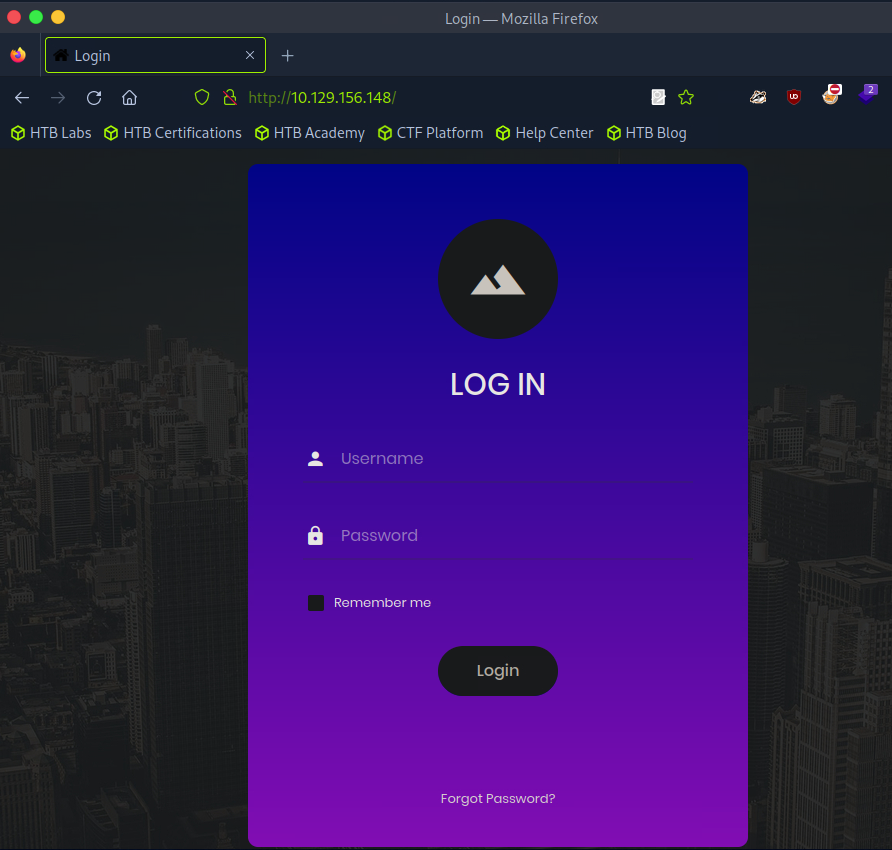 Login — Mozilla Firefox
Login
http://10.129.156.148/
2
HTB Labs HTB Certifications HTB Academy CTF Platform Help Center HTB Blog
LOG IN
Username
Password
Remember me
Login
Forgot Password?